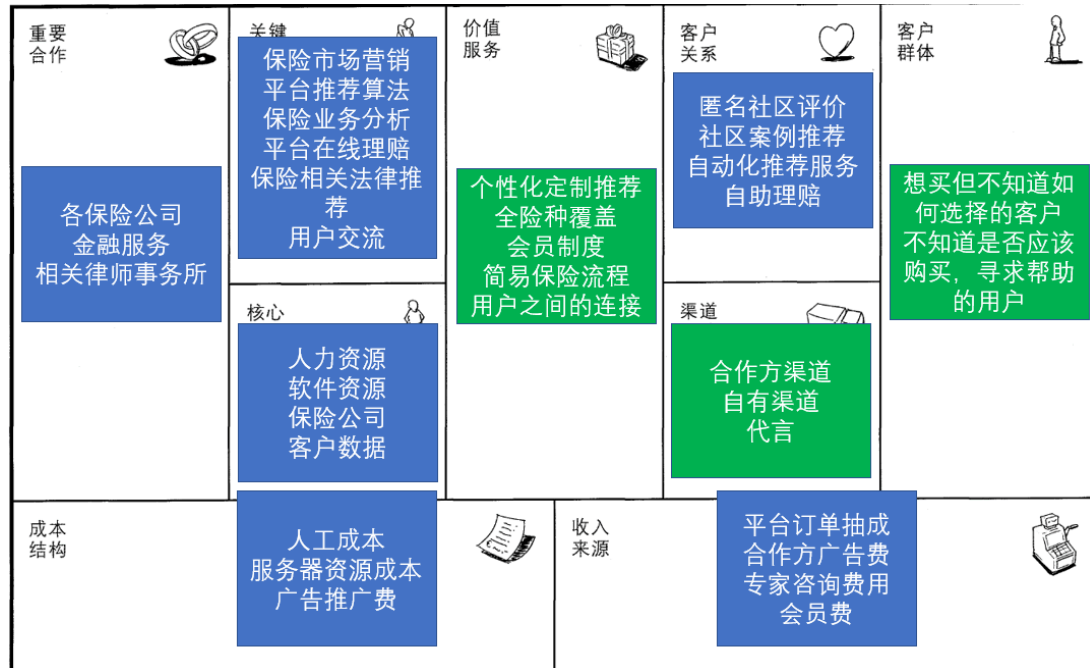 重要
合作
各保险公司
金融服务
相关律师事务所
关键
保险市场营销
平台推荐算法
保险业务分析
平台在线理赔
保险相关法律推
荐
用户交流
核心
人力资源
软件资源
保险公司
客户数据
价值
服务
个性化定制推荐
全险种覆盖
会员制度
简易保险流程
用户之间的连接
客户
关系
匿名社区评价
社区案例推荐
自动化推荐服务
自助理赔
渠道
合作方渠道
自有渠道
代言
客户
群体
想买但不知道如
何选择的客户
不知道是否应该
购买，寻求帮助
的用户
成本
结构
人工成本
服务器资源成本
广告推广费
收入
来源
平台订单抽成
合作方广告费
专家咨询费用
会员费